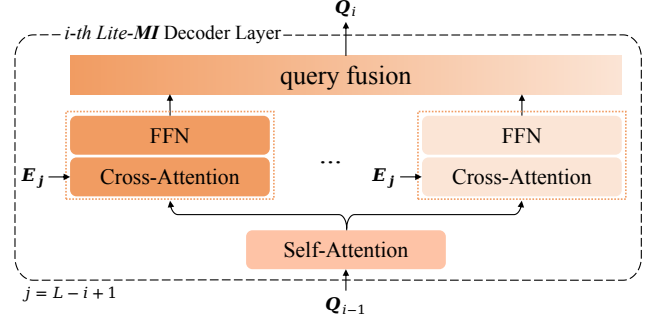 Q_i
i-th Lite-MI Decoder Layer
query fusion
FFN
FFN
E_j
Cross-Attention
...
E_j
Cross-Attention
Self-Attention
j = L − i + 1
Q_{i−1}